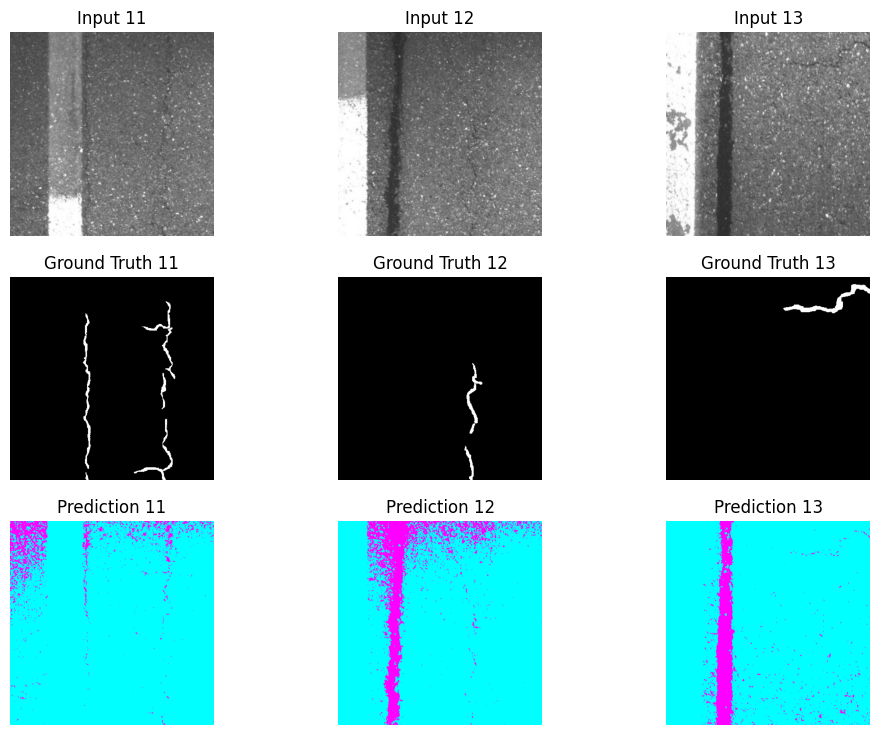 Input 11
Input 12
Input 13
Ground Truth 11
Ground Truth 12
Ground Truth 13
Prediction 11
Prediction 12
Prediction 13